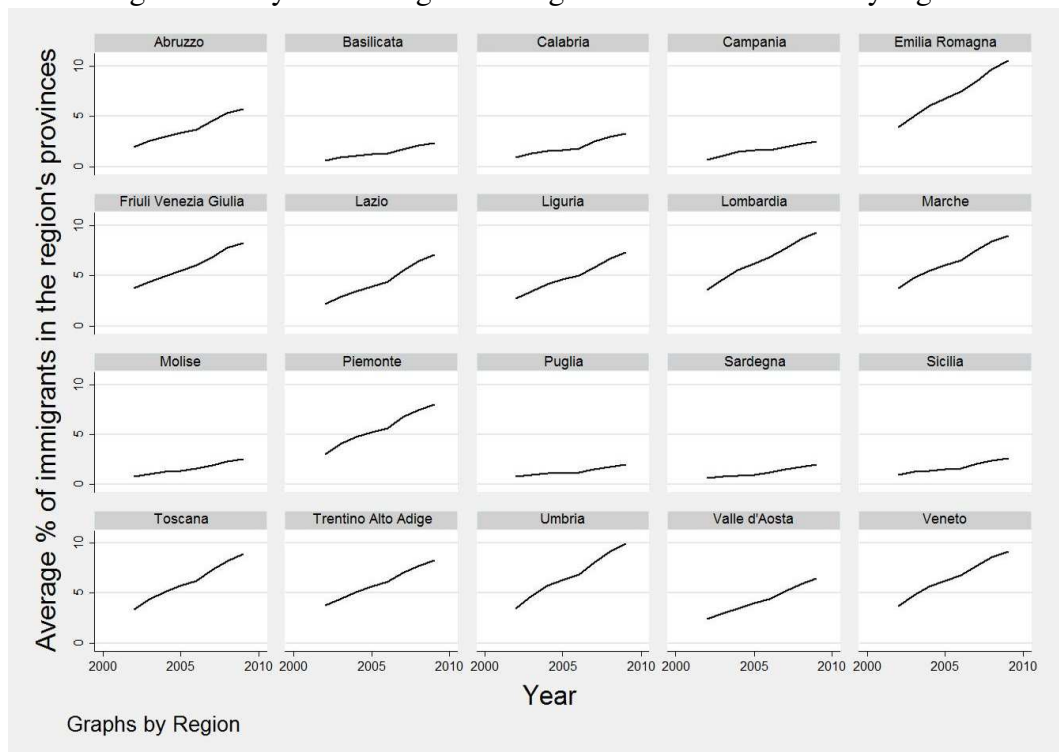 Abruzzo Basilicata Calabria Campania Emilia Romagna
10
5
0
Friuli Venezia Giulia Lazio Liguria Lombardia Marche
10
5
0
Molise Piemonte Puglia Sardegna Sicilia
10
5
0
Toscana Trentino Alto Adige Umbria Valle d'Aosta Veneto
10
5
0
Average % of immigrants in the region's provinces
2000 2005 2010 2000 2005 2010 2000 2005 2010 2000 2005 2010 2000 2005 2010
Year
Graphs by Region